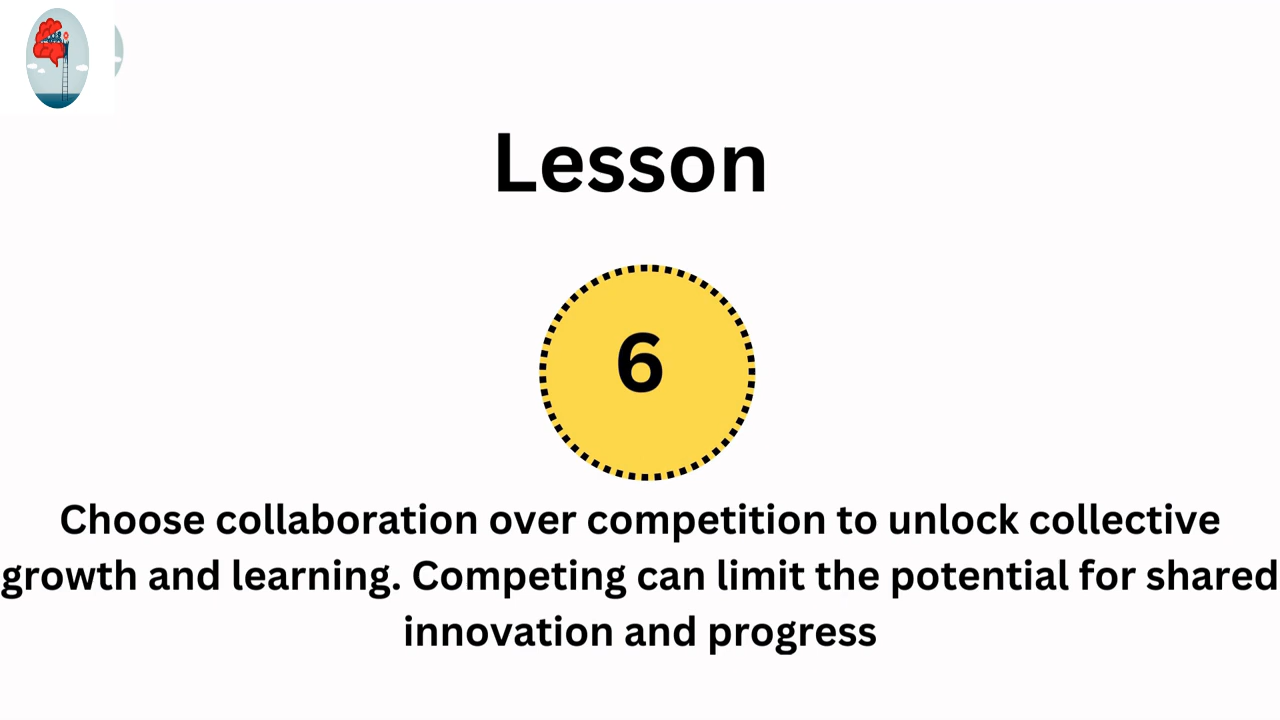 Lesson
6
Choose collaboration over competition to unlock collective
growth and learning. Competing can limit the potential for shared
innovation and progress